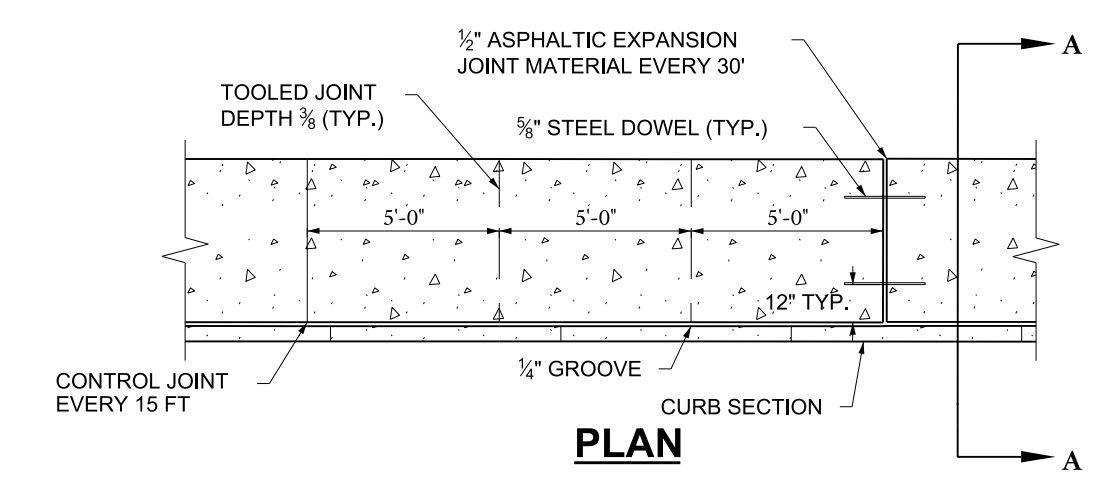 ½" ASPHALTIC EXPANSION
JOINT MATERIAL EVERY 30'
A
TOOLED JOINT
DEPTH ⅜ (TYP.)
⅝" STEEL DOWEL (TYP.)
5'-0"
5'-0"
5'-0"
12" TYP.
¼" GROOVE
CONTROL JOINT
EVERY 15 FT
CURB SECTION
PLAN
A